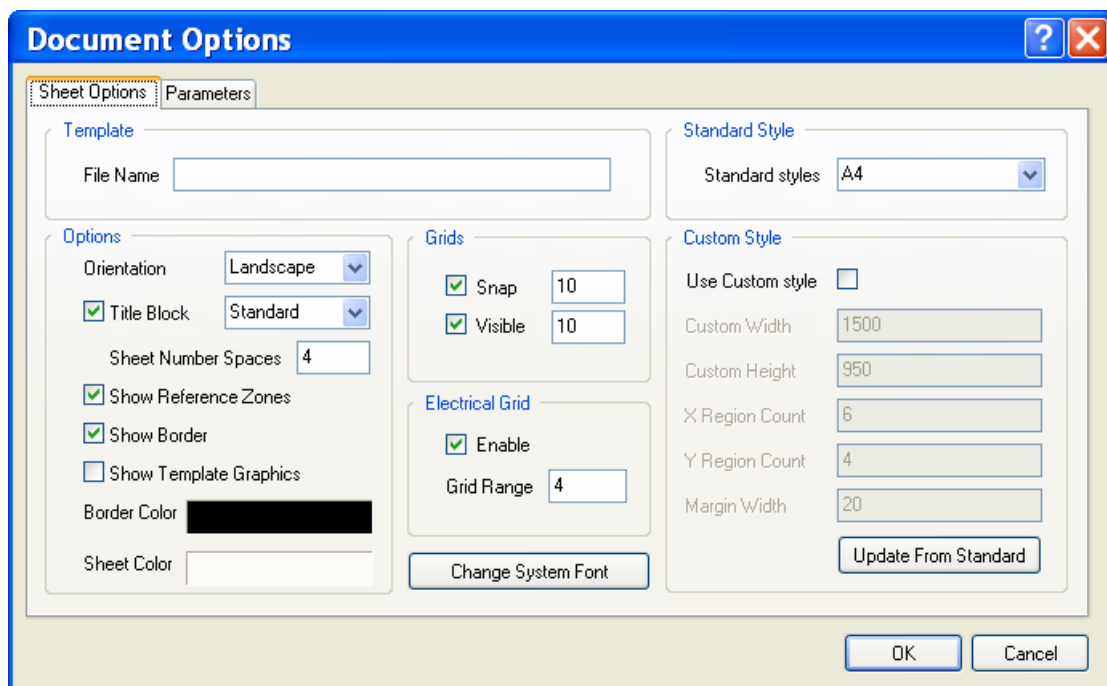 Document Options
?
Sheet Options
Parameters
Template
File Name
Standard Style
Standard styles A4
Options
Orientation Landscape
Title Block Standard
Sheet Number Spaces 4
Show Reference Zones
Show Border
Show Template Graphics
Border Color
Sheet Color
Grids
Snap 10
Visible 10
Electrical Grid
Enable
Grid Range 4
Change System Font
Custom Style
Use Custom style
Custom Width 1500
Custom Height 950
X Region Count 6
Y Region Count 4
Margin Width 20
Update From Standard
OK
Cancel